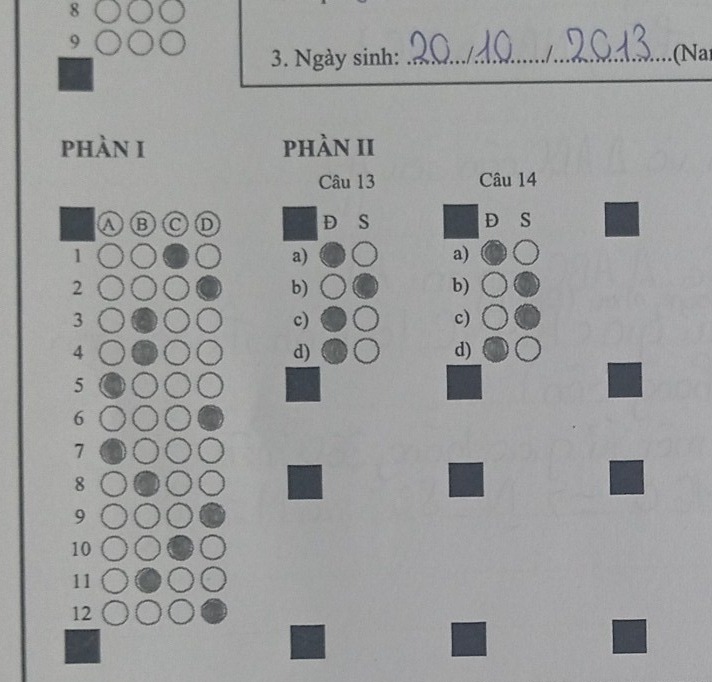 8
9
3. Ngày sinh: 20/10/2013 (Na
PHẦN I
PHẦN II
Câu 13
Câu 14
A B C D
Đ S
Đ S
1
2
3
4
5
6
7
8
9
10
11
12
a)
b)
c)
d)
a)
b)
c)
d)